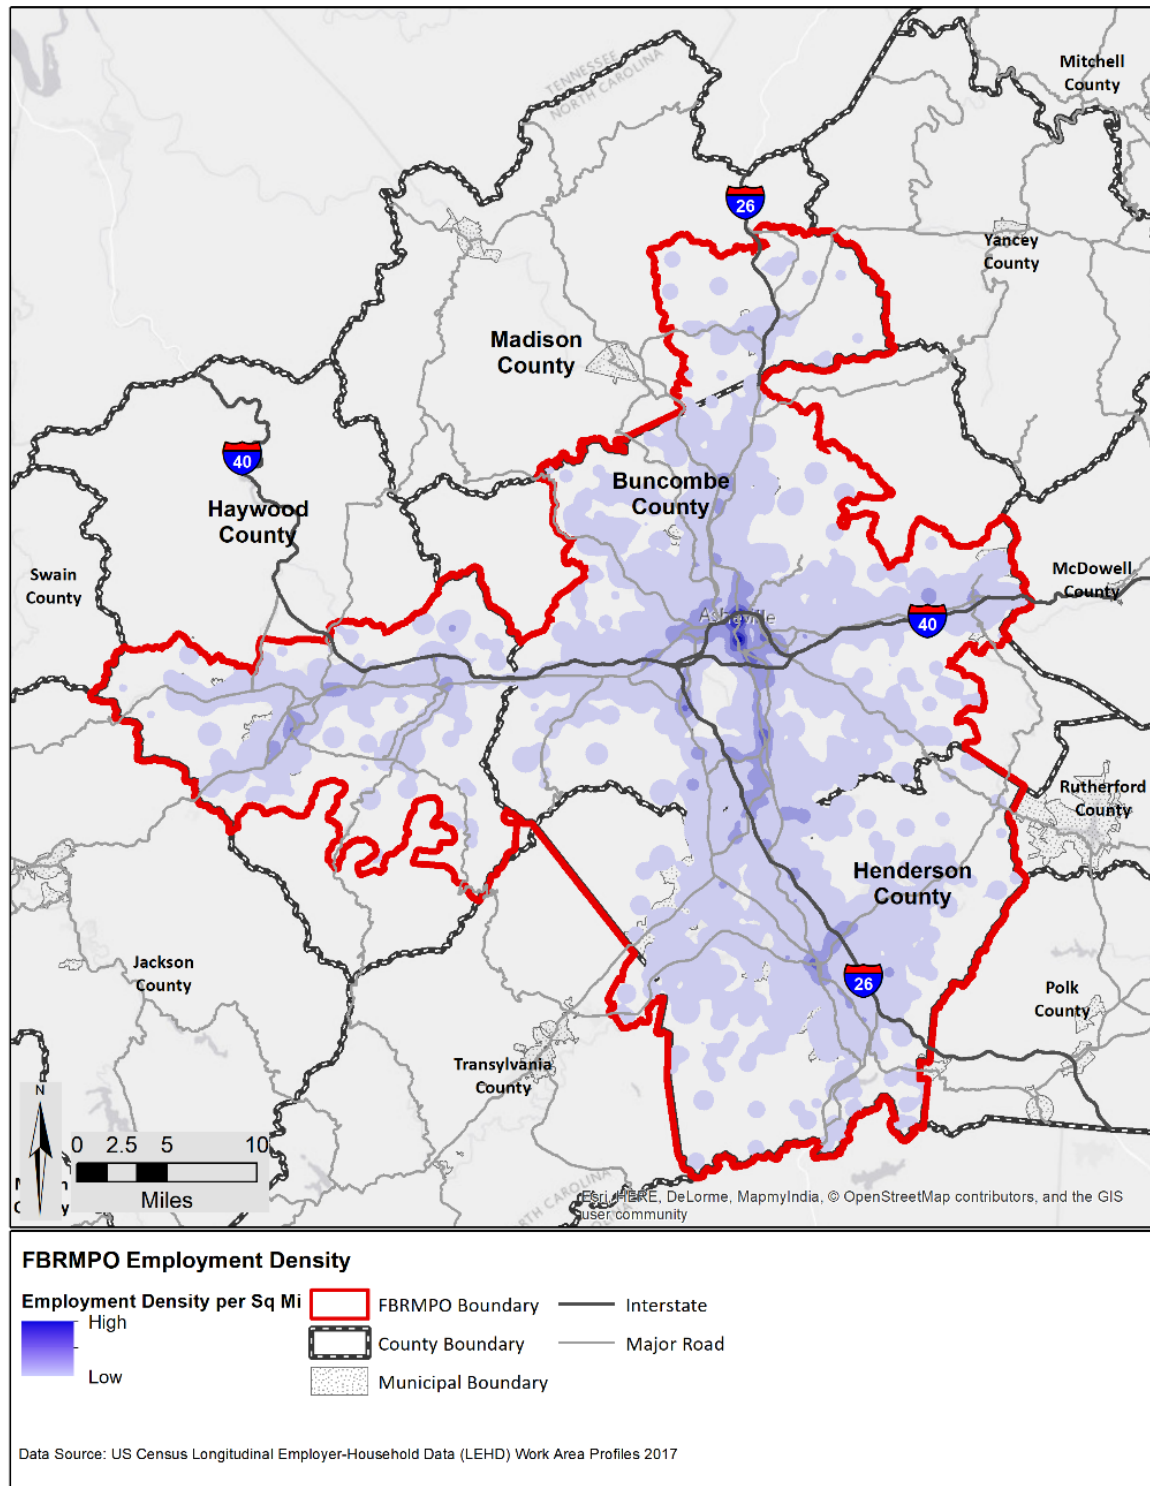 TENNESSEE
NORTH CAROLINA
Mitchell
County
26
Yancey
County
Madison
County
40
Buncombe
County
Haywood
County
Swain
County
McDowell
County
Asheville
40
Rutherford
County
Henderson
County
Jackson
County
26
Polk
County
Transylvania
County
N
0 2.5 5 10
Miles
Esri, HERE, DeLorme, MapmyIndia, © OpenStreetMap contributors, and the GIS
user community
FBRMPO Employment Density
Employment Density per Sq Mi
High
Low
FBRMPO Boundary
County Boundary
Municipal Boundary
Interstate
Major Road
Data Source: US Census Longitudinal Employer-Household Data (LEHD) Work Area Profiles 2017